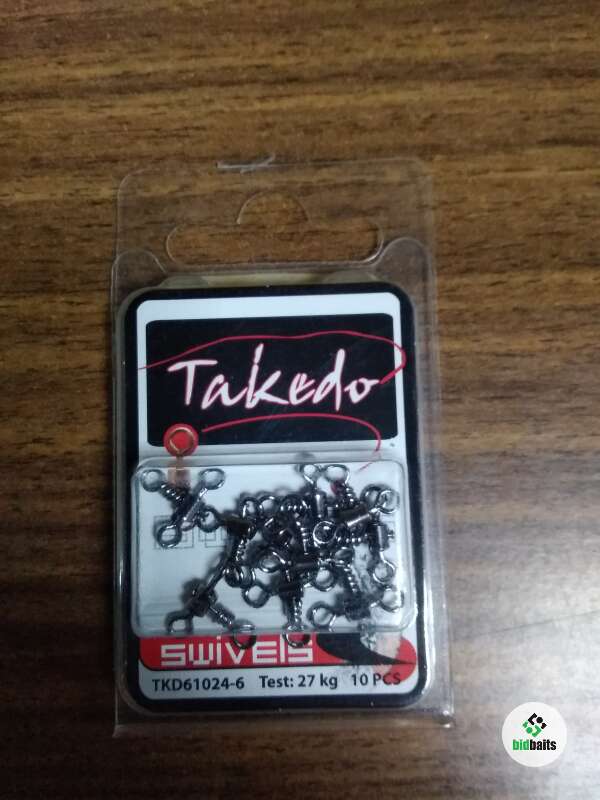 Takedo
SWIVELS
TKD61024-6 Test: 27 kg 10 PCS
bidbaits